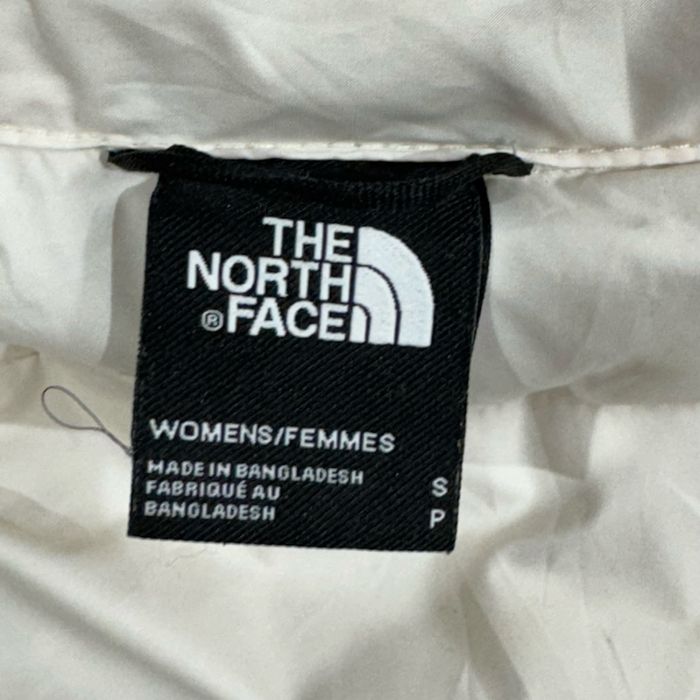 THE
NORTH
® FACE
WOMENS/FEMMES
MADE IN BANGLADESH
FABRIQUÉ AU
BANGLADESH
S
P